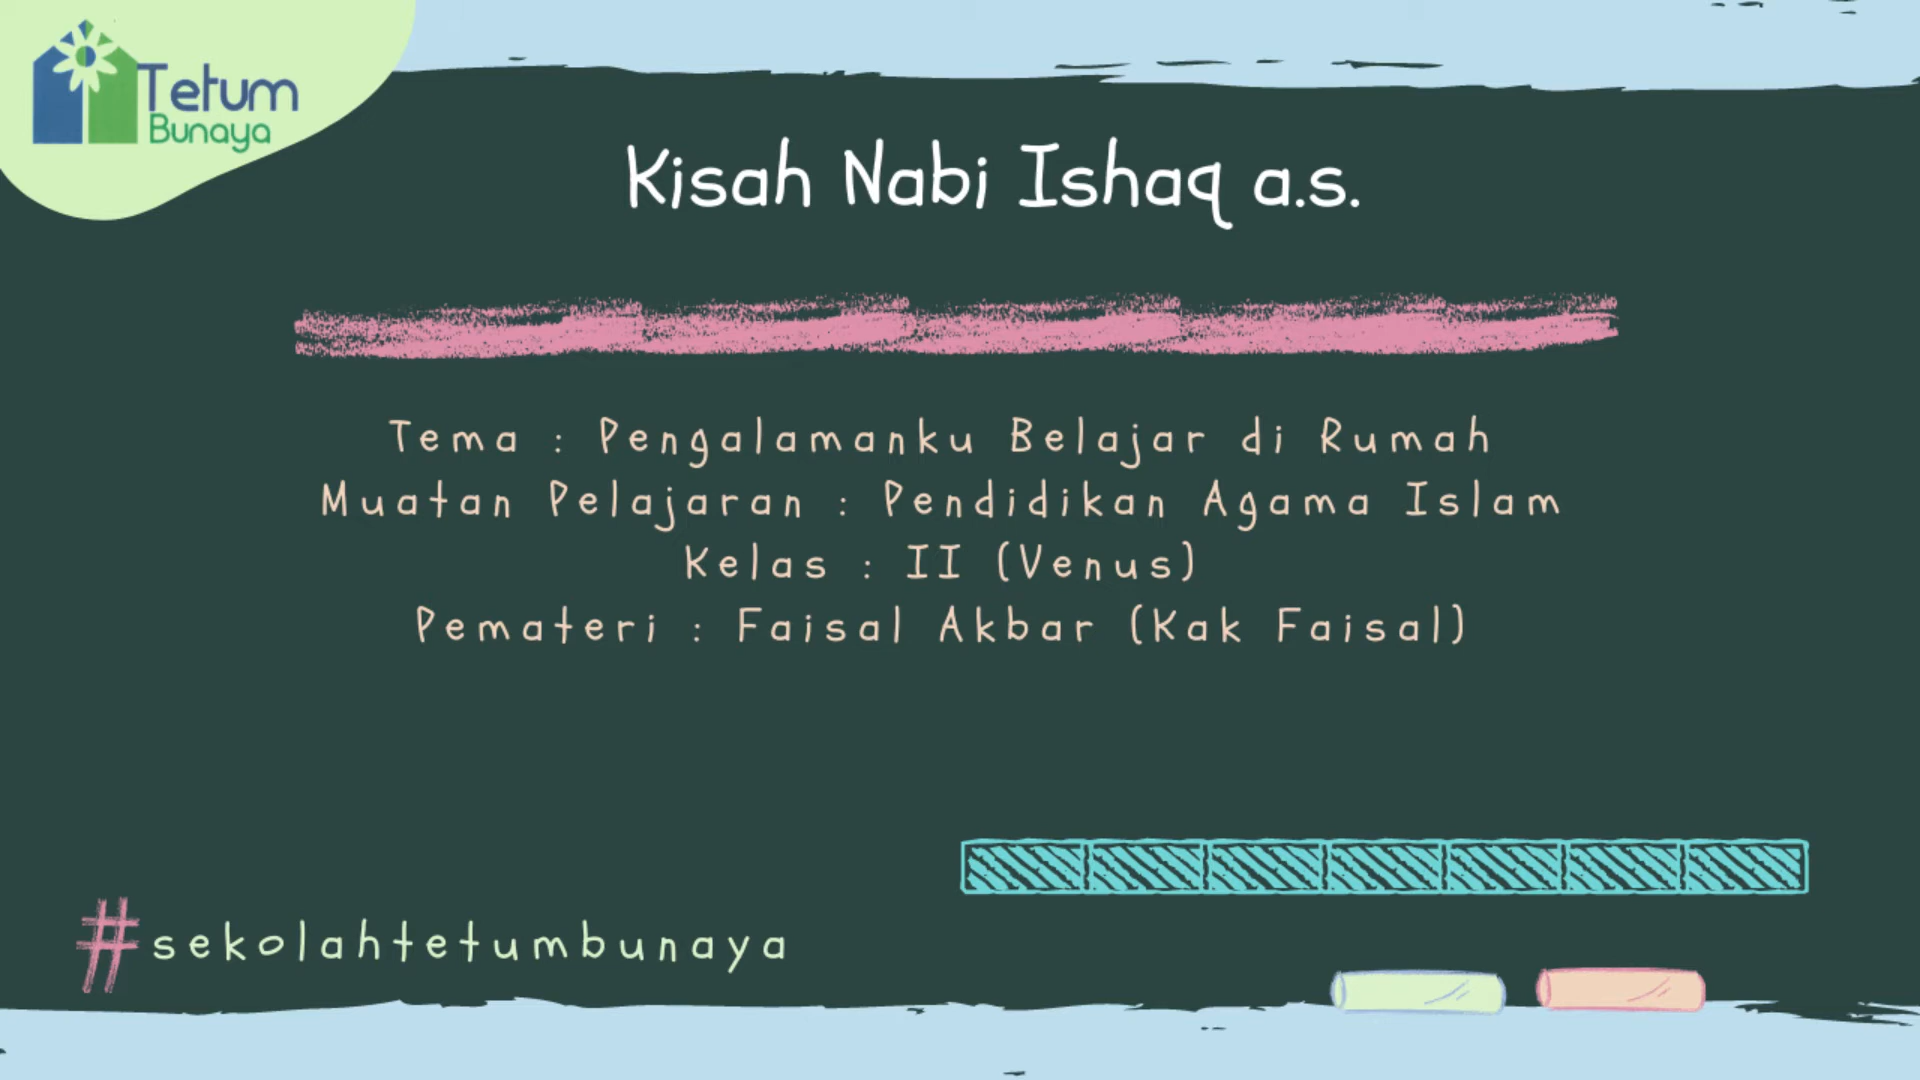 Tetum
Bunaya
Kisah Nabi Ishaq a.s.
Tema : Pengalamanku Belajar di Rumah
Muatan Pelajaran : Pendidikan Agama Islam
Kelas : II (Venus)
Pemateri : Faisal Akbar (Kak Faisal)
#sekolahtetumbunaya